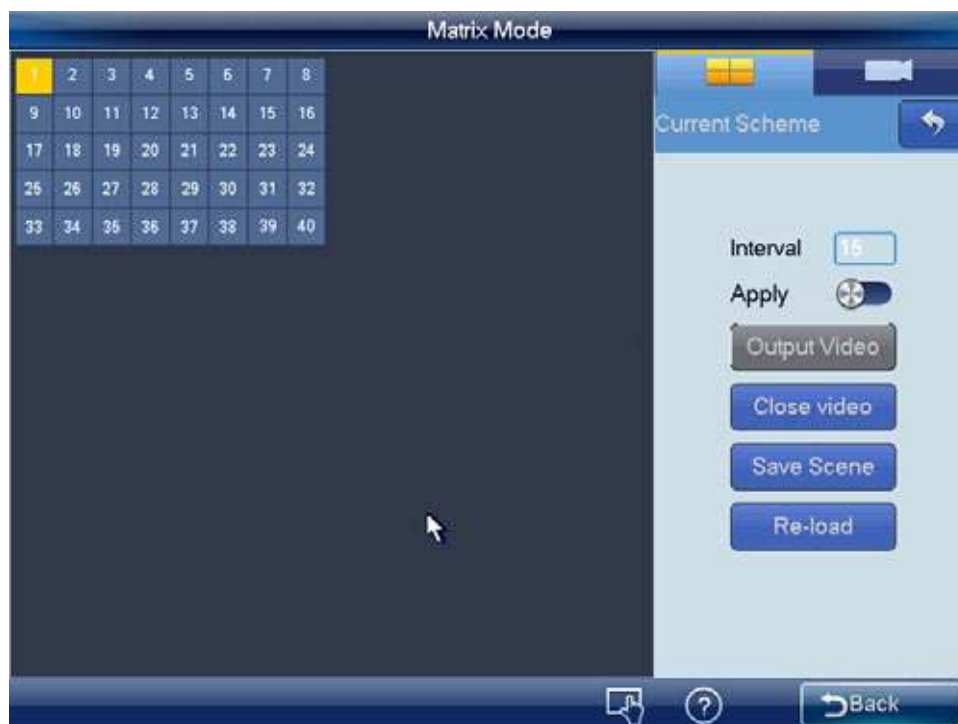 Matrix Mode
1 2 3 4 5 6 7 8
9 10 11 12 13 14 15 16
17 18 19 20 21 22 23 24
25 26 27 28 29 30 31 32
33 34 35 36 37 38 39 40
Current Scheme
Interval 15
Apply
Output Video
Close video
Save Scene
Re-load
? Back